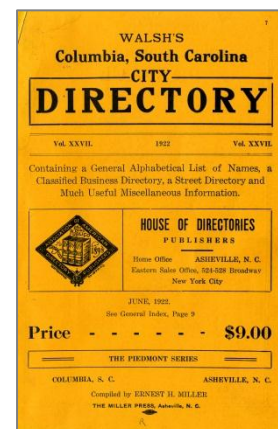 7
WALSH'S
Columbia, South Carolina
CITY
DIRECTORY
Vol. XXVII. 1922 Vol. XXVII.
Containing a General Alphabetical List of Names, a
Classified Business Directory, a Street Directory and
Much Useful Miscellaneous Information.
HOUSE OF DIRECTORIES
PUBLISHERS
Home Office ASHEVILLE, N. C.
Eastern Sales Office, 524-528 Broadway
New York City
JUNE, 1922.
See General Index, Page 9
Price - - - - - - $9.00
THE PIEDMONT SERIES
COLUMBIA, S. C. ASHEVILLE, N. C.
Compiled by ERNEST H. MILLER
THE MILLER PRESS, Asheville, N. C.